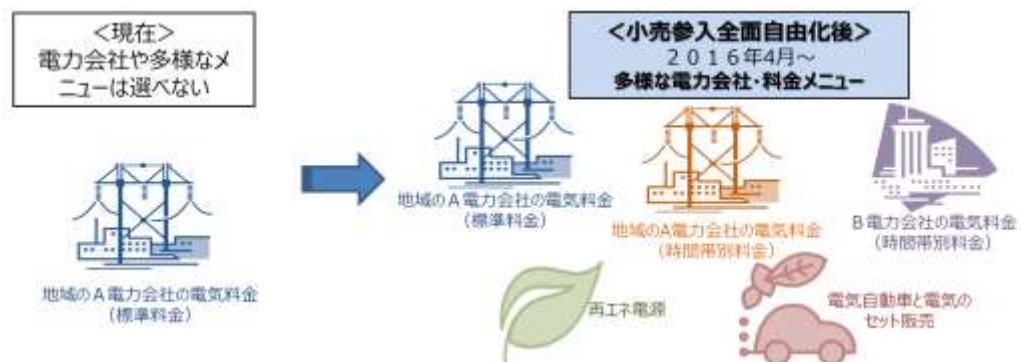 <現在>
電力会社や多様なメ
ニューは選べない
地域のA電力会社の電気料金
(標準料金)
<小売参入全面自由化後>
2016年4月~
多様な電力会社・料金メニュー
地域のA電力会社の電気料金
(標準料金)
地域のA電力会社の電気料金
(時間帯別料金)
B電力会社の電気料金
(時間帯別料金)
再エネ電源
電気自動車と電気の
セット販売